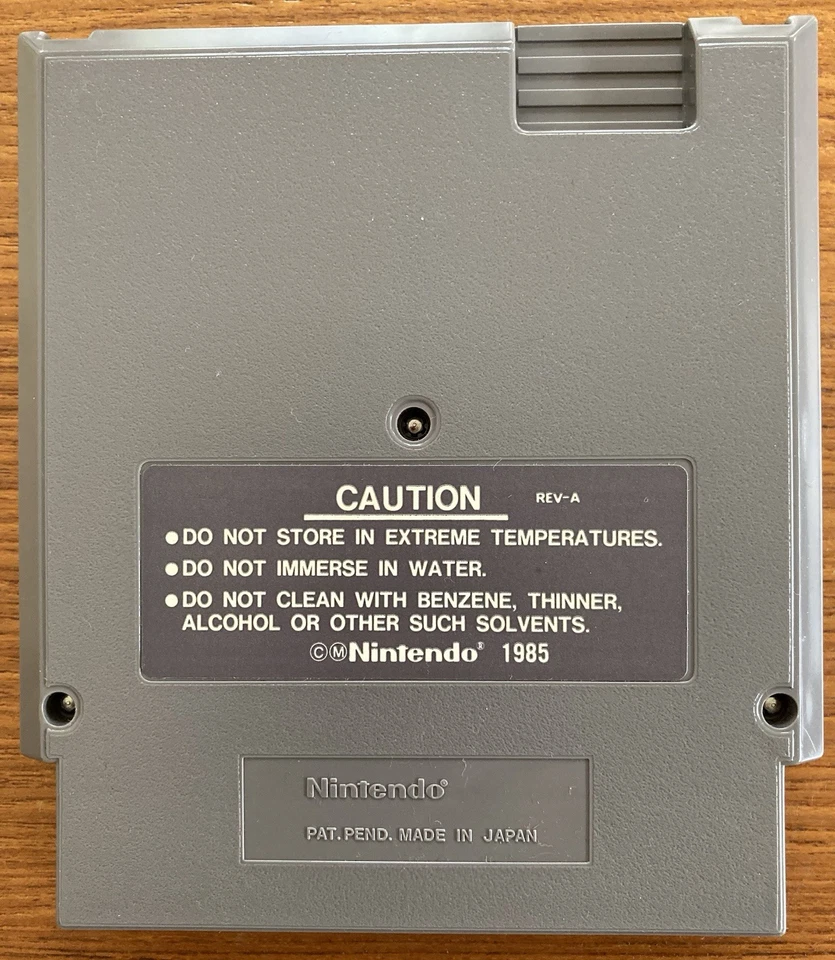 CAUTION REV-A
●DO NOT STORE IN EXTREME TEMPERATURES.
●DO NOT IMMERSE IN WATER.
●DO NOT CLEAN WITH BENZENE, THINNER,
ALCOHOL OR OTHER SUCH SOLVENTS.
ⒸⓂNintendo® 1985
Nintendo®
PAT. PEND. MADE IN JAPAN